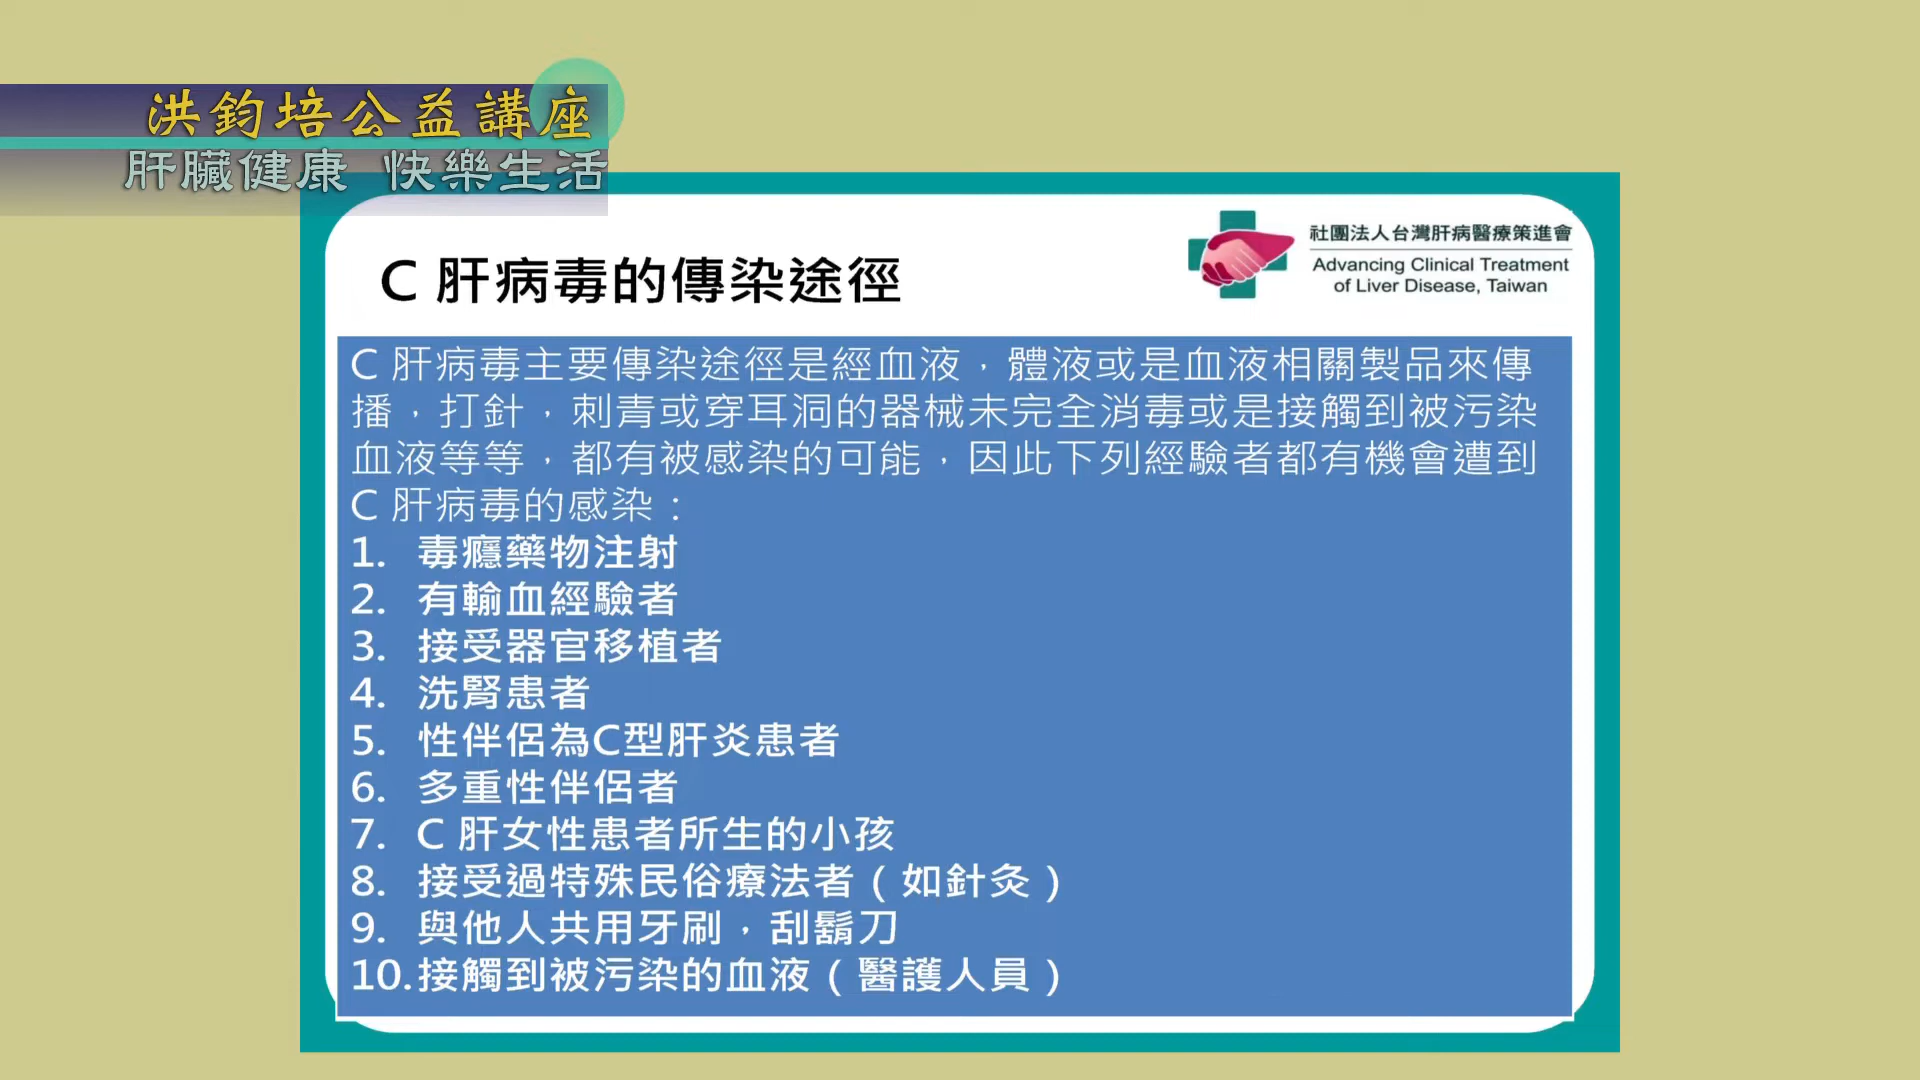 洪鈞培公益講座
肝臟健康 快樂生活
社團法人台灣肝病醫療策進會
Advancing Clinical Treatment
of Liver Disease, Taiwan
C 肝病毒的傳染途徑
C 肝病毒主要傳染途徑是經血液，體液或是血液相關製品來傳
播，打針，刺青或穿耳洞的器械未完全消毒或是接觸到被污染
血液等等，都有被感染的可能，因此下列經驗者都有機會遭到
C 肝病毒的感染：
1. 毒癮藥物注射
2. 有輸血經驗者
3. 接受器官移植者
4. 洗腎患者
5. 性伴侶為C型肝炎患者
6. 多重性伴侶者
7. C 肝女性患者所生的小孩
8. 接受過特殊民俗療法者（如針灸）
9. 與他人共用牙刷，刮鬍刀
10.接觸到被污染的血液（醫護人員）